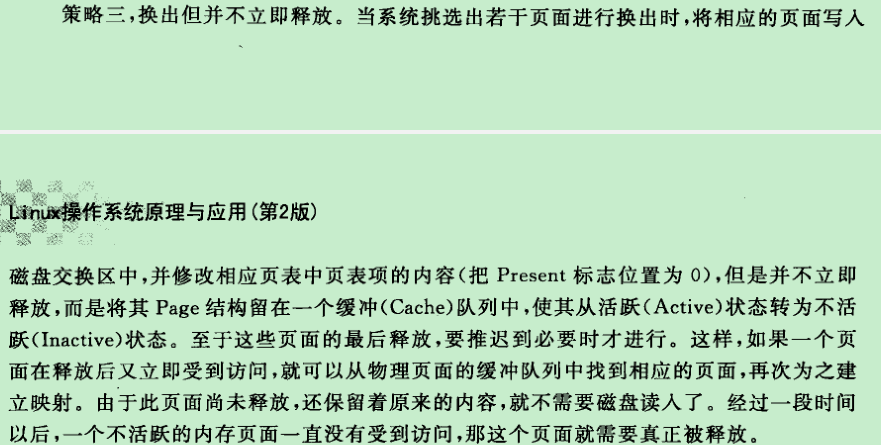 策略三,换出但并不立即释放。当系统挑选出若干页面进行换出时,将相应的页面写入
Linux操作系统原理与应用(第2版)
磁盘交换区中,并修改相应页表中页表项的内容(把 Present 标志位置为 0),但是并不立即
释放,而是将其 Page 结构留在一个缓冲(Cache)队列中,使其从活跃(Active)状态转为不活
跃(Inactive)状态。至于这些页面的最后释放,要推迟到必要时才进行。这样,如果一个页
面在释放后又立即受到访问,就可以从物理页面的缓冲队列中找到相应的页面,再次为之建
立映射。由于此页面尚未释放,还保留着原来的内容,就不需要磁盘读入了。经过一段时间
以后,一个不活跃的内存页面一直没有受到访问,那这个页面就需要真正被释放。